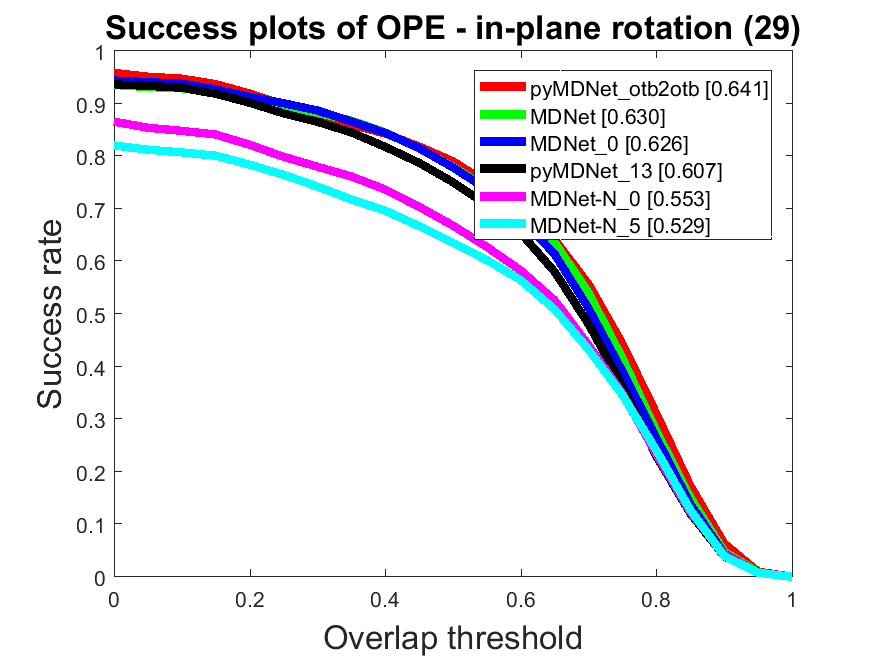 Success plots of OPE - in-plane rotation (29)
1
0.9
0.8
0.7
0.6
0.5
0.4
0.3
0.2
0.1
0
Success rate
pyMDNet_otb2otb [0.641]
MDNet [0.630]
MDNet_0 [0.626]
pyMDNet_13 [0.607]
MDNet-N_0 [0.553]
MDNet-N_5 [0.529]
0 0.2 0.4 0.6 0.8 1
Overlap threshold